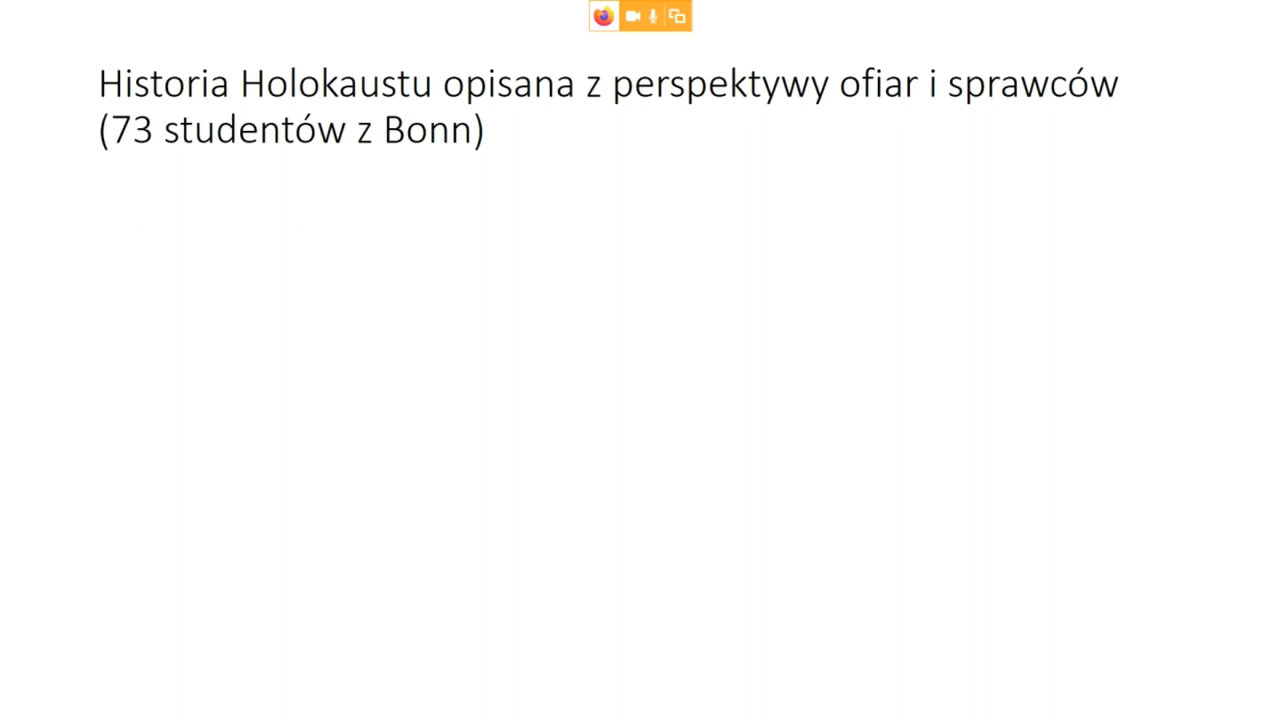 Historia Holokaustu opisana z perspektywy ofiar i sprawców
(73 studentów z Bonn)